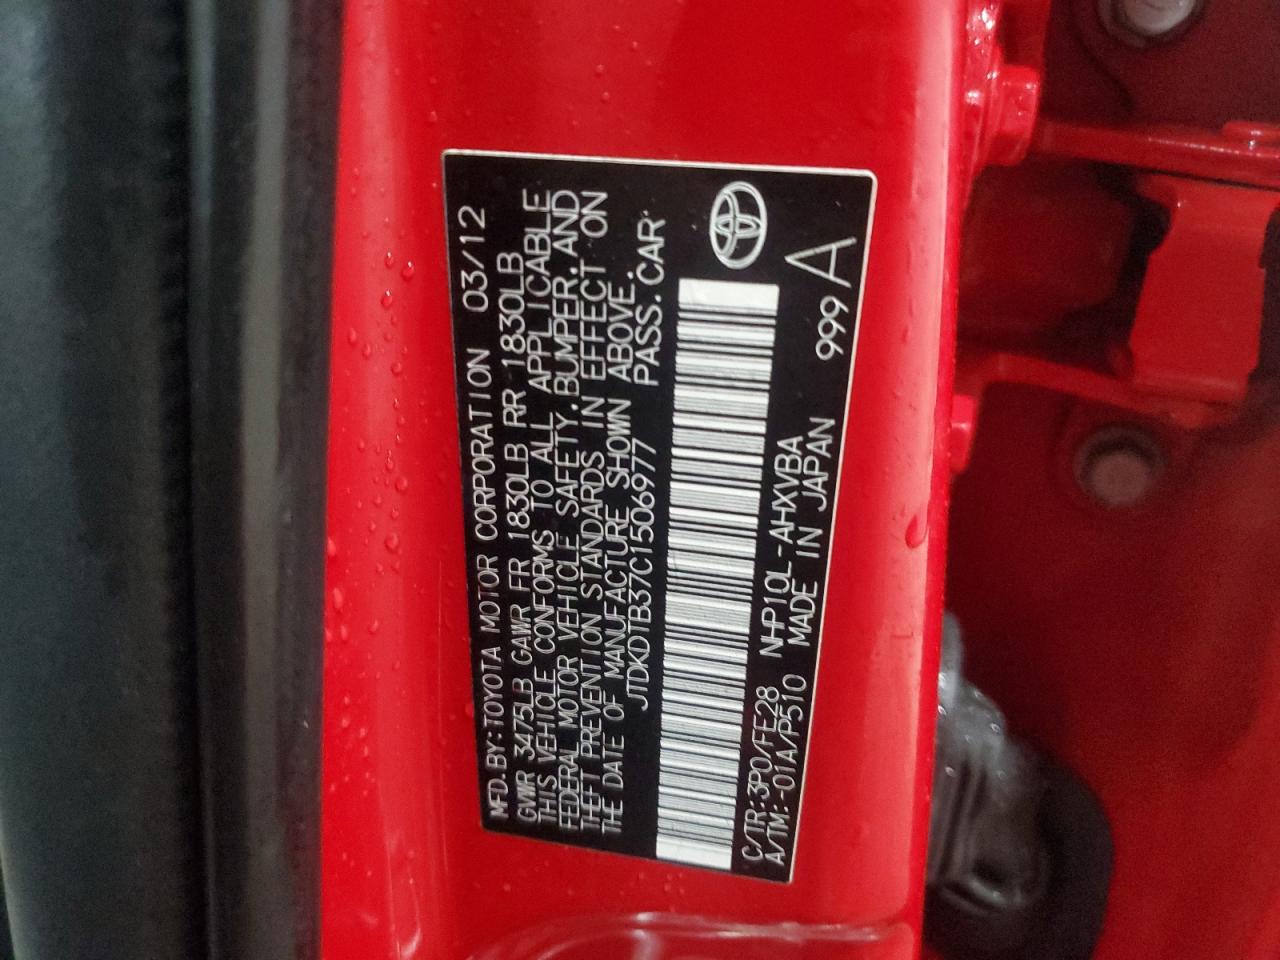 MFD.BY:TOYOTA MOTOR CORPORATION 03/12
GVWR 3475LB GAWR FR 1830LB RR 1830LB
THIS VEHICLE CONFORMS TO ALL APPLICABLE
FEDERAL MOTOR VEHICLE SAFETY,BUMPER,AND
THEFT PREVENTION STANDARDS IN EFFECT ON
THE DATE OF MANUFACTURE SHOWN ABOVE.
JTDKDTB37C1506977 PASS.CAR
C/TR:3P0/FE28 NHP10L-AHXVBA 999A
A/TM:-01A/P510 MADE IN JAPAN